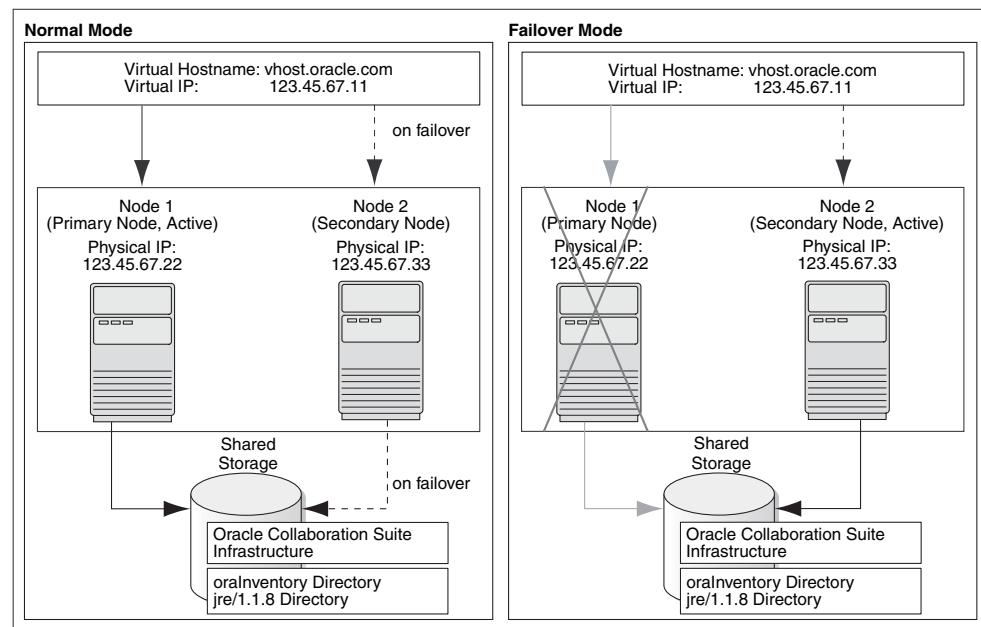 Normal Mode
Virtual Hostname: vhost.oracle.com
Virtual IP: 123.45.67.11
on failover
Node 1
(Primary Node, Active)
Physical IP:
123.45.67.22
Node 2
(Secondary Node)
Physical IP:
123.45.67.33
Shared
Storage
on failover
Oracle Collaboration Suite
Infrastructure
oraInventory Directory
jre/1.1.8 Directory
Failover Mode
Virtual Hostname: vhost.oracle.com
Virtual IP: 123.45.67.11
Node 1
(Primary Node)
Physical IP:
123.45.67.22
Node 2
(Secondary Node, Active)
Physical IP:
123.45.67.33
Shared
Storage
Oracle Collaboration Suite
Infrastructure
oraInventory Directory
jre/1.1.8 Directory